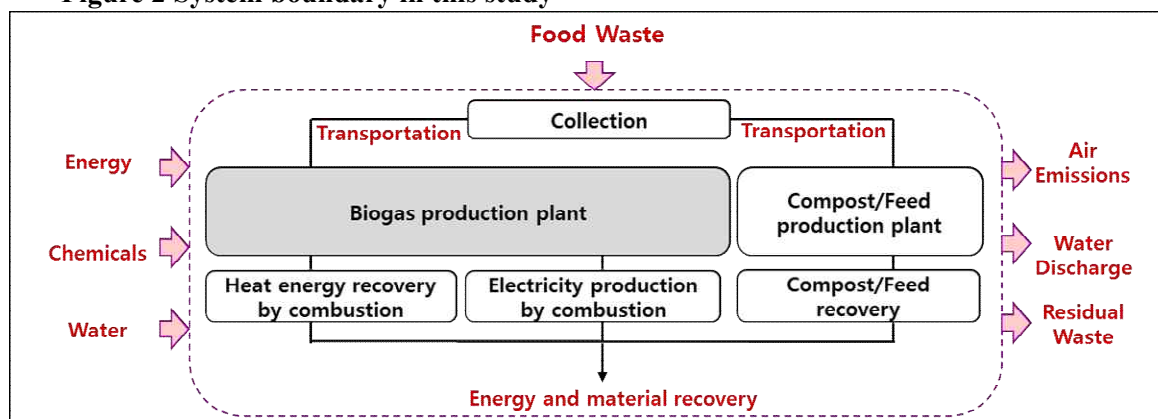 Figure 2 System boundary in this study
Food Waste
Collection
Transportation
Transportation
Energy
Chemicals
Water
Biogas production plant
Compost/Feed
production plant
Heat energy recovery
by combustion
Electricity production
by combustion
Compost/Feed
recovery
Energy and material recovery
Air
Emissions
Water
Discharge
Residual
Waste